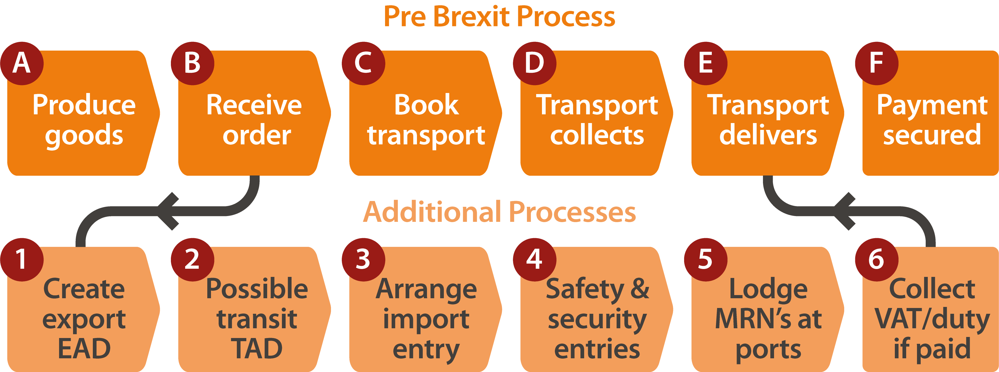 Pre Brexit Process
A
Produce
goods
B
Receive
order
C
Book
transport
D
Transport
collects
E
Transport
delivers
F
Payment
secured
Additional Processes
1
Create
export
EAD
2
Possible
transit
TAD
3
Arrange
import
entry
4
Safety &
security
entries
5
Lodge
MRN’s at
ports
6
Collect
VAT/duty
if paid